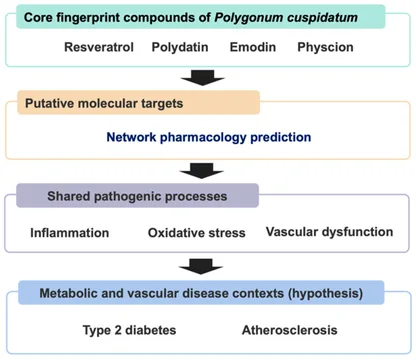 Core fingerprint compounds of Polygonum cuspidatum
Resveratrol Polydatin Emodin Physcion
Putative molecular targets
Network pharmacology prediction
Shared pathogenic processes
Inflammation Oxidative stress Vascular dysfunction
Metabolic and vascular disease contexts (hypothesis)
Type 2 diabetes Atherosclerosis